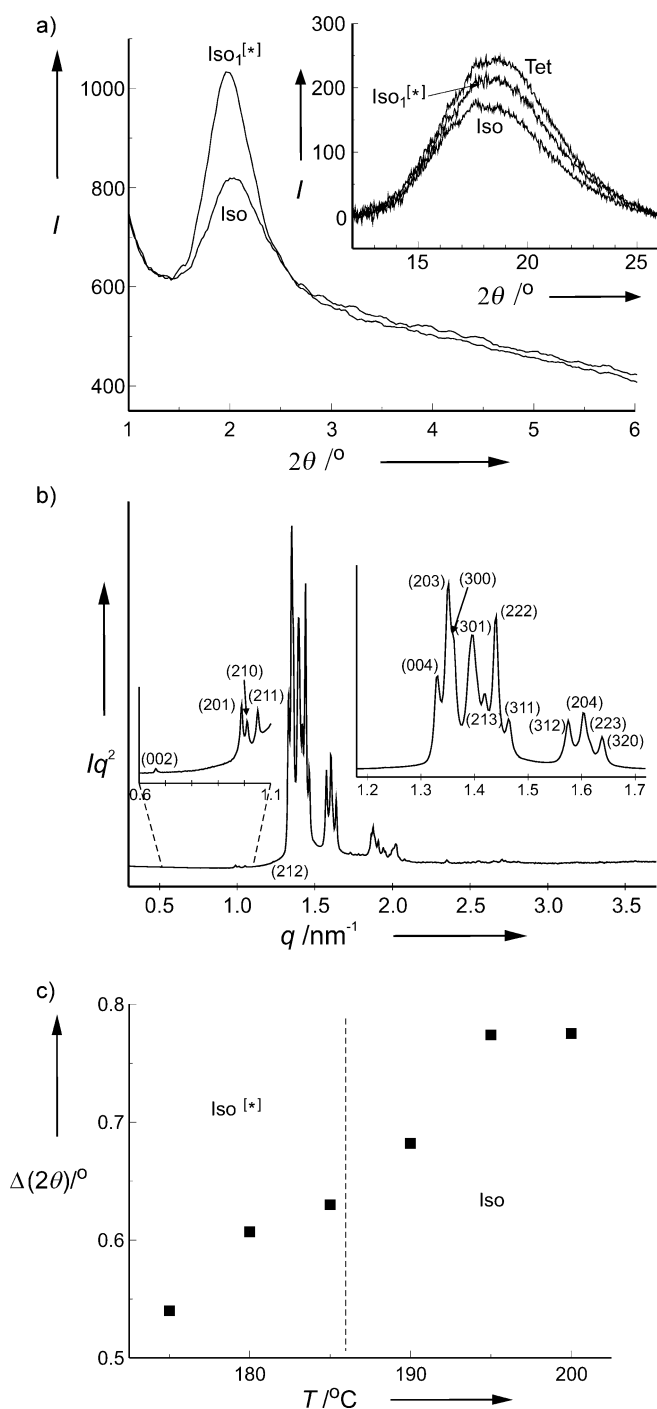 a)
Iso₁[*]
Iso
I
1000
800
600
400
1 2 3 4 5 6
2θ /°
300
200
100
0
I
Tet
Iso₁[*]
Iso
15 20 25
2θ /°
b)
Iq²
(002)
(201)
(210)
(211)
0.6 1.1
(212)
(203)
(300)
(301)
(222)
(004)
(213)
(311)
(312)
(204)
(223)
(320)
1.2 1.3 1.4 1.5 1.6 1.7
0.5 1.0 1.5 2.0 2.5 3.0 3.5
q /nm⁻¹
c)
0.8
0.7
0.6
0.5
Δ(2θ)/°
Iso [*]
Iso
180 190 200
T /°C